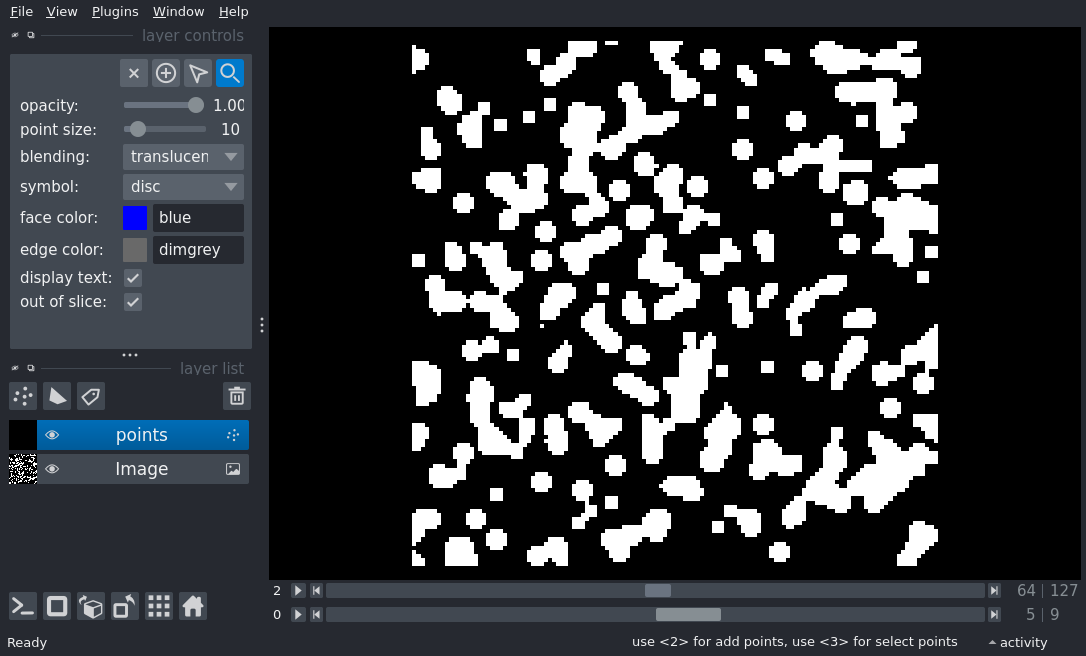 File View Plugins Window Help
layer controls
opacity: 1.00
point size: 10
blending: translucen
symbol: disc
face color: blue
edge color: dimgrey
display text:
out of slice:
layer list
points
Image
2 64 127
0 5 9
Ready use <2> for add points, use <3> for select points activity